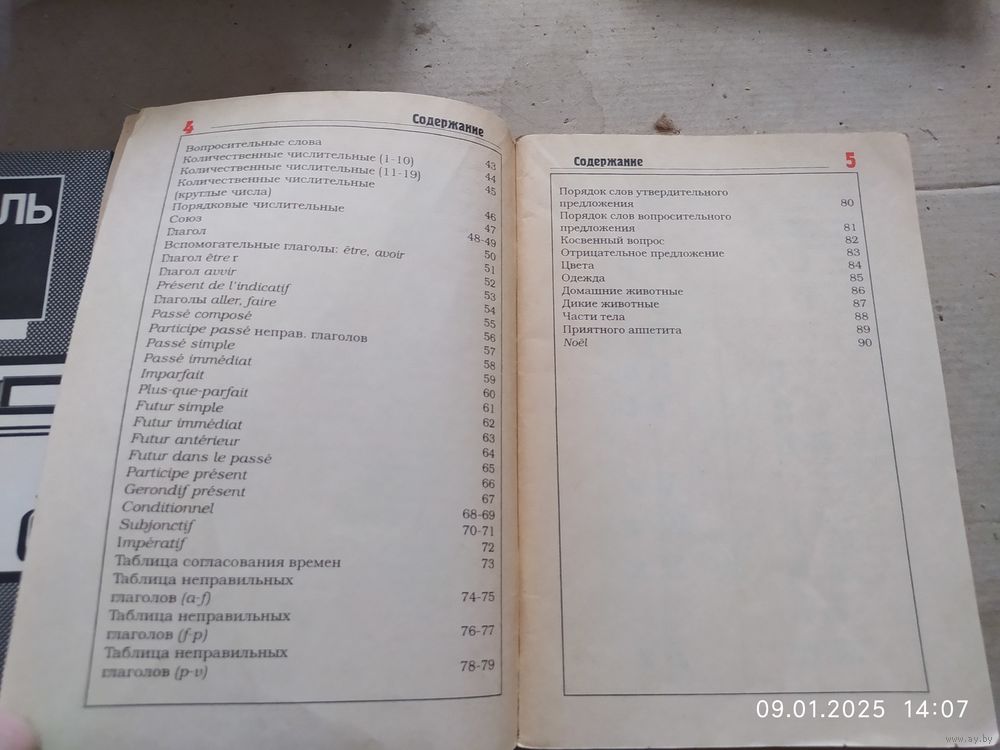 ЛЬ
4 Содержание
Вопросительные слова 43
Количественные числительные (1-10) 44
Количественные числительные (11-19) 45
Количественные числительные
(круглые числа) 46
Порядковые числительные 47
Союз 48-49
Глагол 50
Вспомогательные глаголы: être, avoir 51
Глагол être г 52
Глагол avvir 53
Présent de l'indicatif 54
Глаголы aller, faire 55
Passé composé 56
Participe passé неправ. глаголов 57
Passé simple 58
Passé immédiat 59
Imparfait 60
Plus-que-parfait 61
Futur simple 62
Futur immédiat 63
Futur antérieur 64
Futur dans le passé 65
Participe présent 66
Gerondif présent 67
Conditionnel 68-69
Subjonctif 70-71
Impératif 72
Таблица согласования времен 73
Таблица неправильных
глаголов (a-f) 74-75
Таблица неправильных
глаголов (f-p) 76-77
Таблица неправильных
глаголов (p-v) 78-79
Содержание 5
Порядок слов утвердительного
предложения 80
Порядок слов вопросительного
предложения 81
Косвенный вопрос 82
Отрицательное предложение 83
Цвета 84
Одежда 85
Домашние животные 86
Дикие животные 87
Части тела 88
Приятного аппетита 89
Noël 90
09.01.2025 14:07
www.ay.by